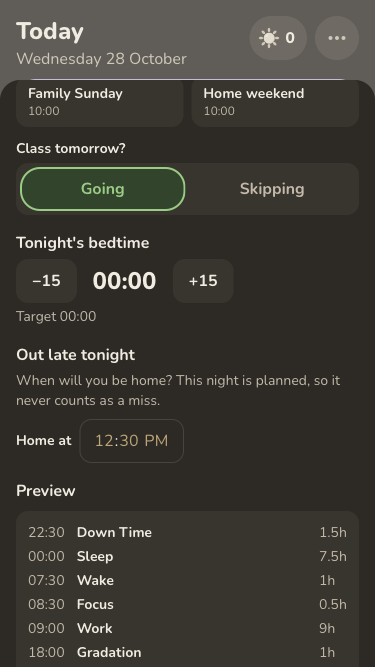 Today
Wednesday 28 October
0
Family Sunday
10:00
Home weekend
10:00
Class tomorrow?
Going
Skipping
Tonight's bedtime
−15
00:00
+15
Target 00:00
Out late tonight
When will you be home? This night is planned, so it
never counts as a miss.
Home at
12:30 PM
Preview
22:30 Down Time 1.5h
00:00 Sleep 7.5h
07:30 Wake 1h
08:30 Focus 0.5h
09:00 Work 9h
18:00 Gradation 1h